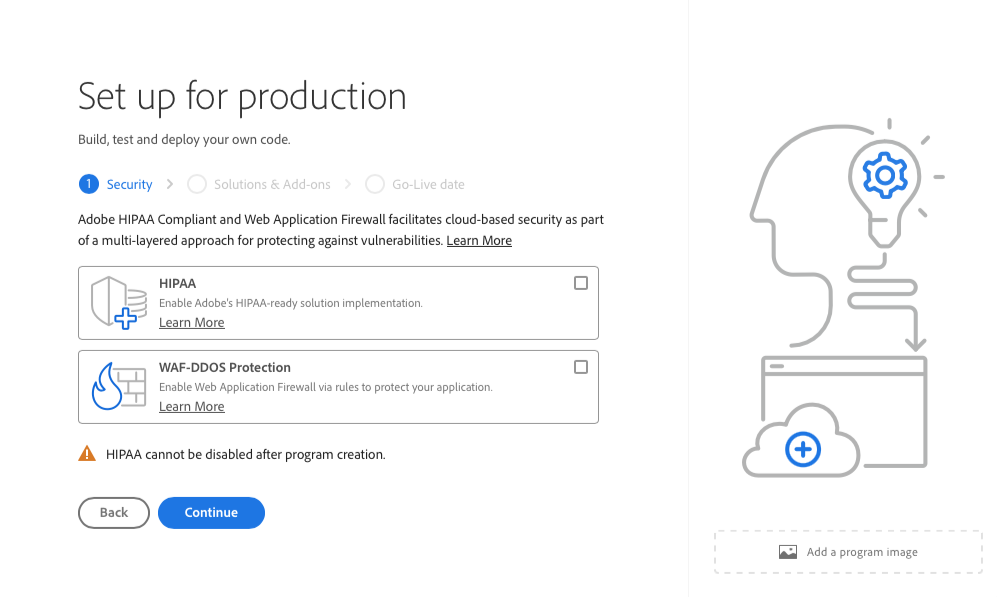 Set up for production
Build, test and deploy your own code.
1 Security
Solutions & Add-ons
Go-Live date
Adobe HIPAA Compliant and Web Application Firewall facilitates cloud-based security as part
of a multi-layered approach for protecting against vulnerabilities. Learn More
HIPAA
Enable Adobe's HIPAA-ready solution implementation.
Learn More
WAF-DDOS Protection
Enable Web Application Firewall via rules to protect your application.
Learn More
HIPAA cannot be disabled after program creation.
Back
Continue
Add a program image